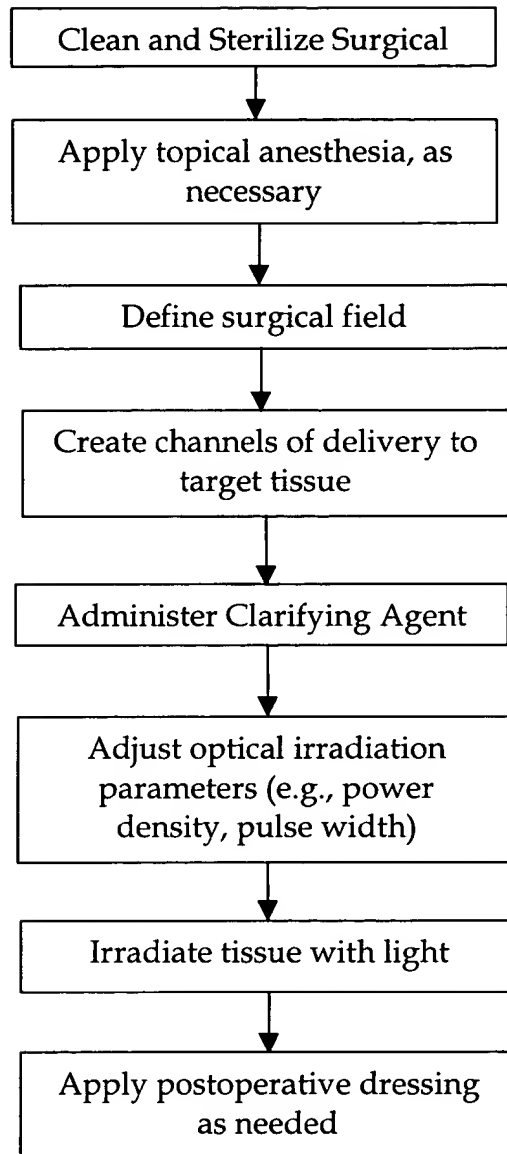 Clean and Sterilize Surgical
Apply topical anesthesia, as
necessary
Define surgical field
Create channels of delivery to
target tissue
Administer Clarifying Agent
Adjust optical irradiation
parameters (e.g., power
density, pulse width)
Irradiate tissue with light
Apply postoperative dressing
as needed